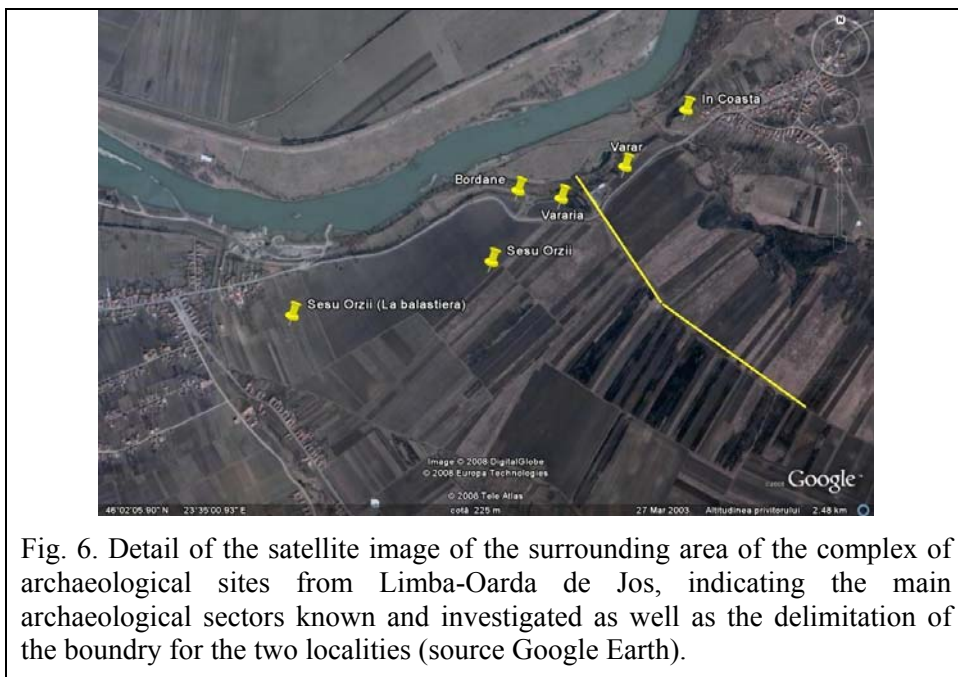 N
In Coasta
Varar
Bordane
Vararia
Sesu Orzii
Sesu Orzii (La balastiera)
Image © 2008 DigitalGlobe
© 2008 Europa Technologies
© 2008 Tele Atlas
Google
46°02'05.90" N 23°35'00.93" E cotă 225 m 27 Mar 2003 Altitudinea privitorului 2.48 km
Fig. 6. Detail of the satellite image of the surrounding area of the complex of
archaeological sites from Limba-Oarda de Jos, indicating the main
archaeological sectors known and investigated as well as the delimitation of
the boundry for the two localities (source Google Earth).